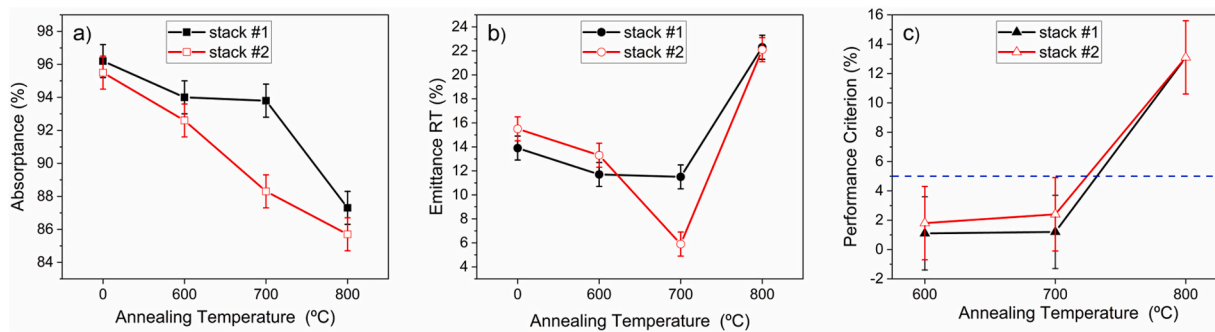 a)
stack #1
stack #2
Absorptance (%)
98
96
94
92
90
88
86
84
0
600
700
800
Annealing Temperature (ºC)
b)
stack #1
stack #2
Emittance RT (%)
24
22
20
18
16
14
12
10
8
6
4
0
600
700
800
Annealing Temperature (ºC)
c)
stack #1
stack #2
Performance Criterion (%)
16
14
12
10
8
6
4
2
0
-2
600
700
800
Annealing Temperature (ºC)